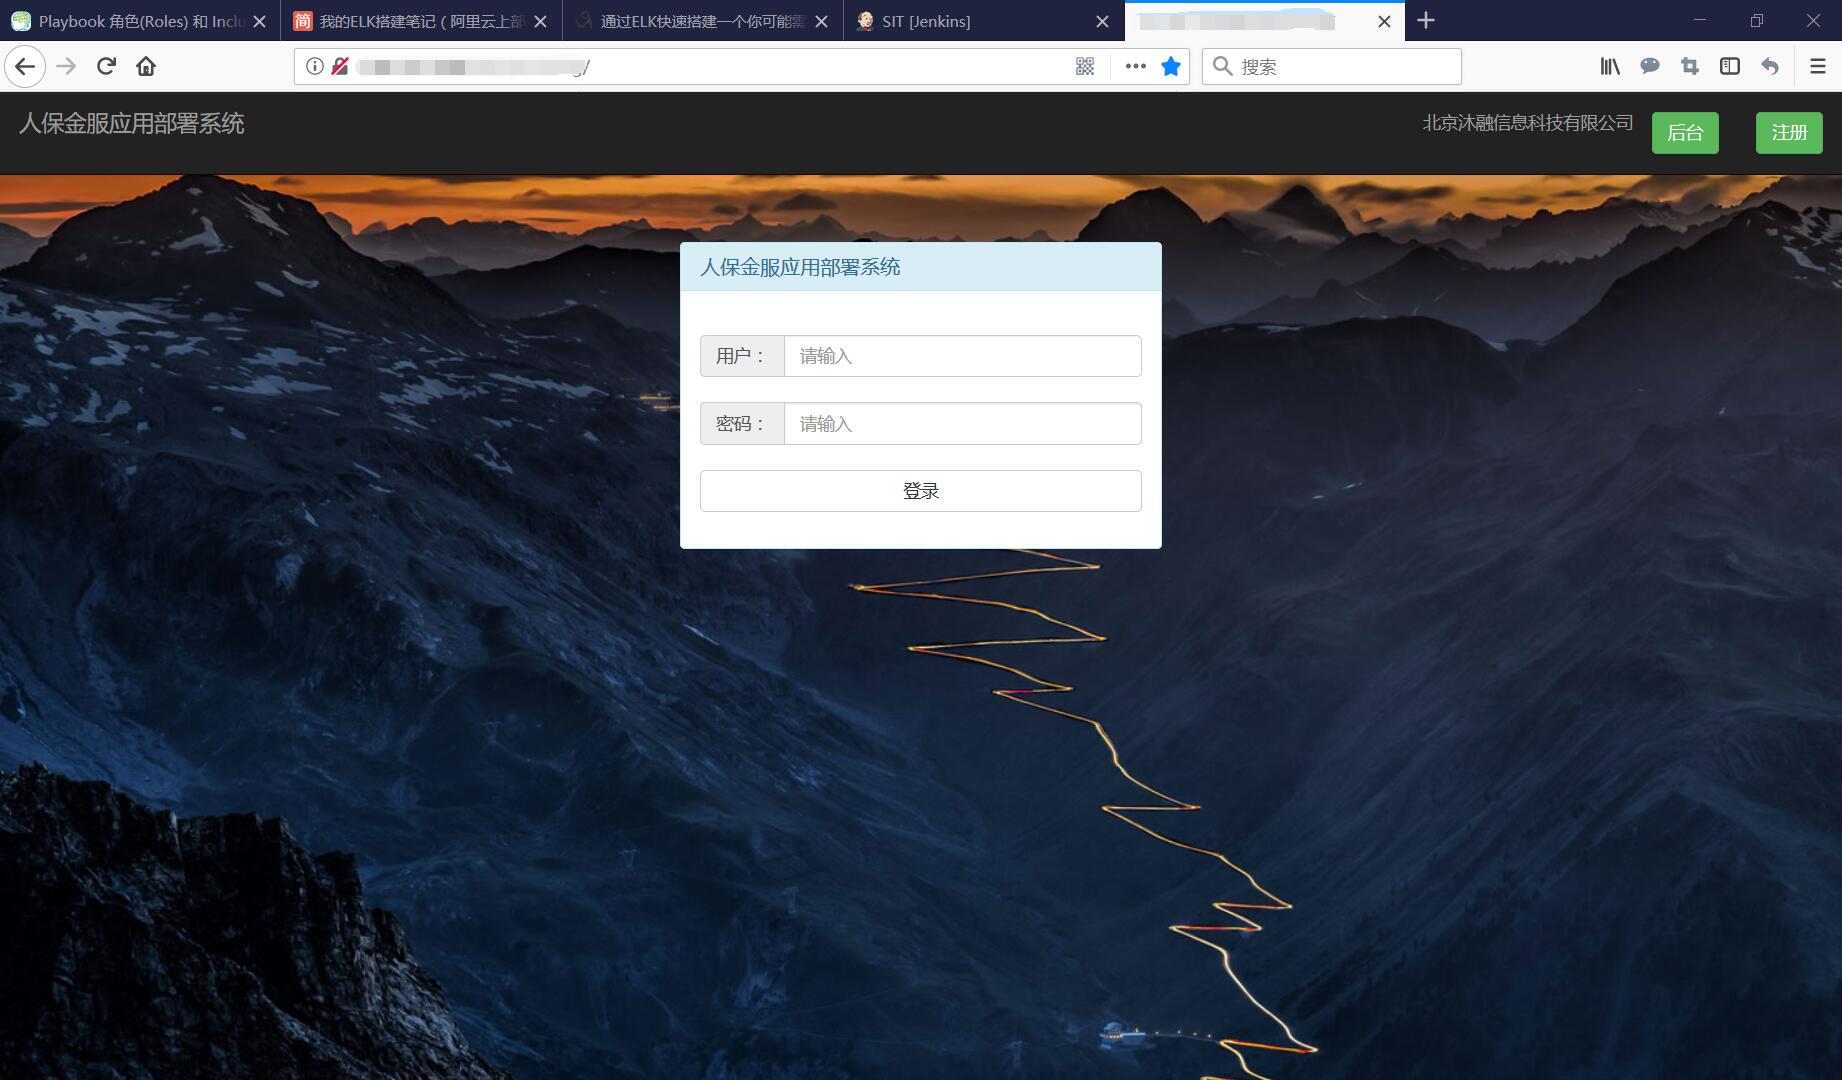 Playbook 角色(Roles) 和 Inclu
简 我的ELK搭建笔记（阿里云上部
通过ELK快速搭建一个你可能需
SIT [Jenkins]
搜索
人保金服应用部署系统
北京沐融信息科技有限公司
后台
注册
人保金服应用部署系统
用户： 请输入
密码： 请输入
登录